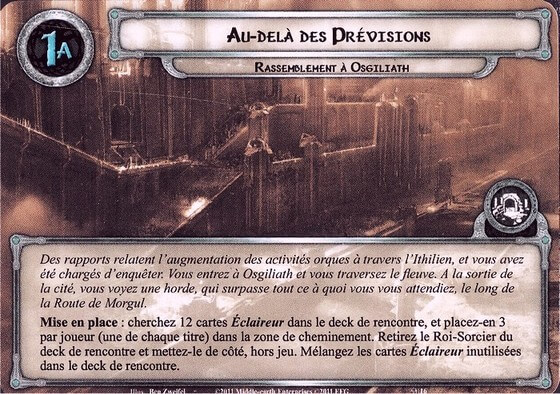 1A
AU-DELÀ DES PRÉVISIONS
RASSEMBLEMENT À OSGILIATH
Des rapports relatent l'augmentation des activités orques à travers l'Ithilien, et vous avez
été chargés d'enquêter. Vous entrez à Osgiliath et vous traversez le fleuve. A la sortie de
la cité, vous voyez une horde, qui surpasse tout ce à quoi vous vous attendiez, le long de
la Route de Morgul.
Mise en place : cherchez 12 cartes Éclaireur dans le deck de rencontre, et placez-en 3
par joueur (une de chaque titre) dans la zone de cheminement. Retirez le Roi-Sorcier du
deck de rencontre et mettez-le de côté, hors jeu. Mélangez les cartes Éclaireur inutilisées
dans le deck de rencontre.
Illus. Ben Zweifel ©2011 Middle-earth Enterprises ©2011 FFG